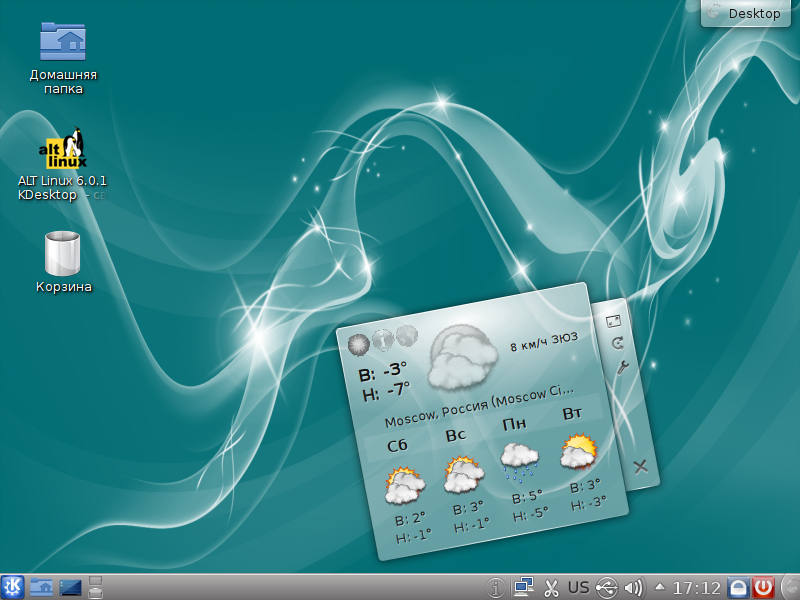 Desktop
Домашняя
папка
alt
linux
ALT Linux 6.0.1
KDesktop
Корзина
8 км/ч ЗЮЗ
В: -3°
Н: -7°
Moscow, Россия (Moscow Ci...
Сб Вс Пн Вт
В: 2° В: 3° В: 5° В: 3°
Н: -1° Н: -1° Н: -5° Н: -3°
US 17:12